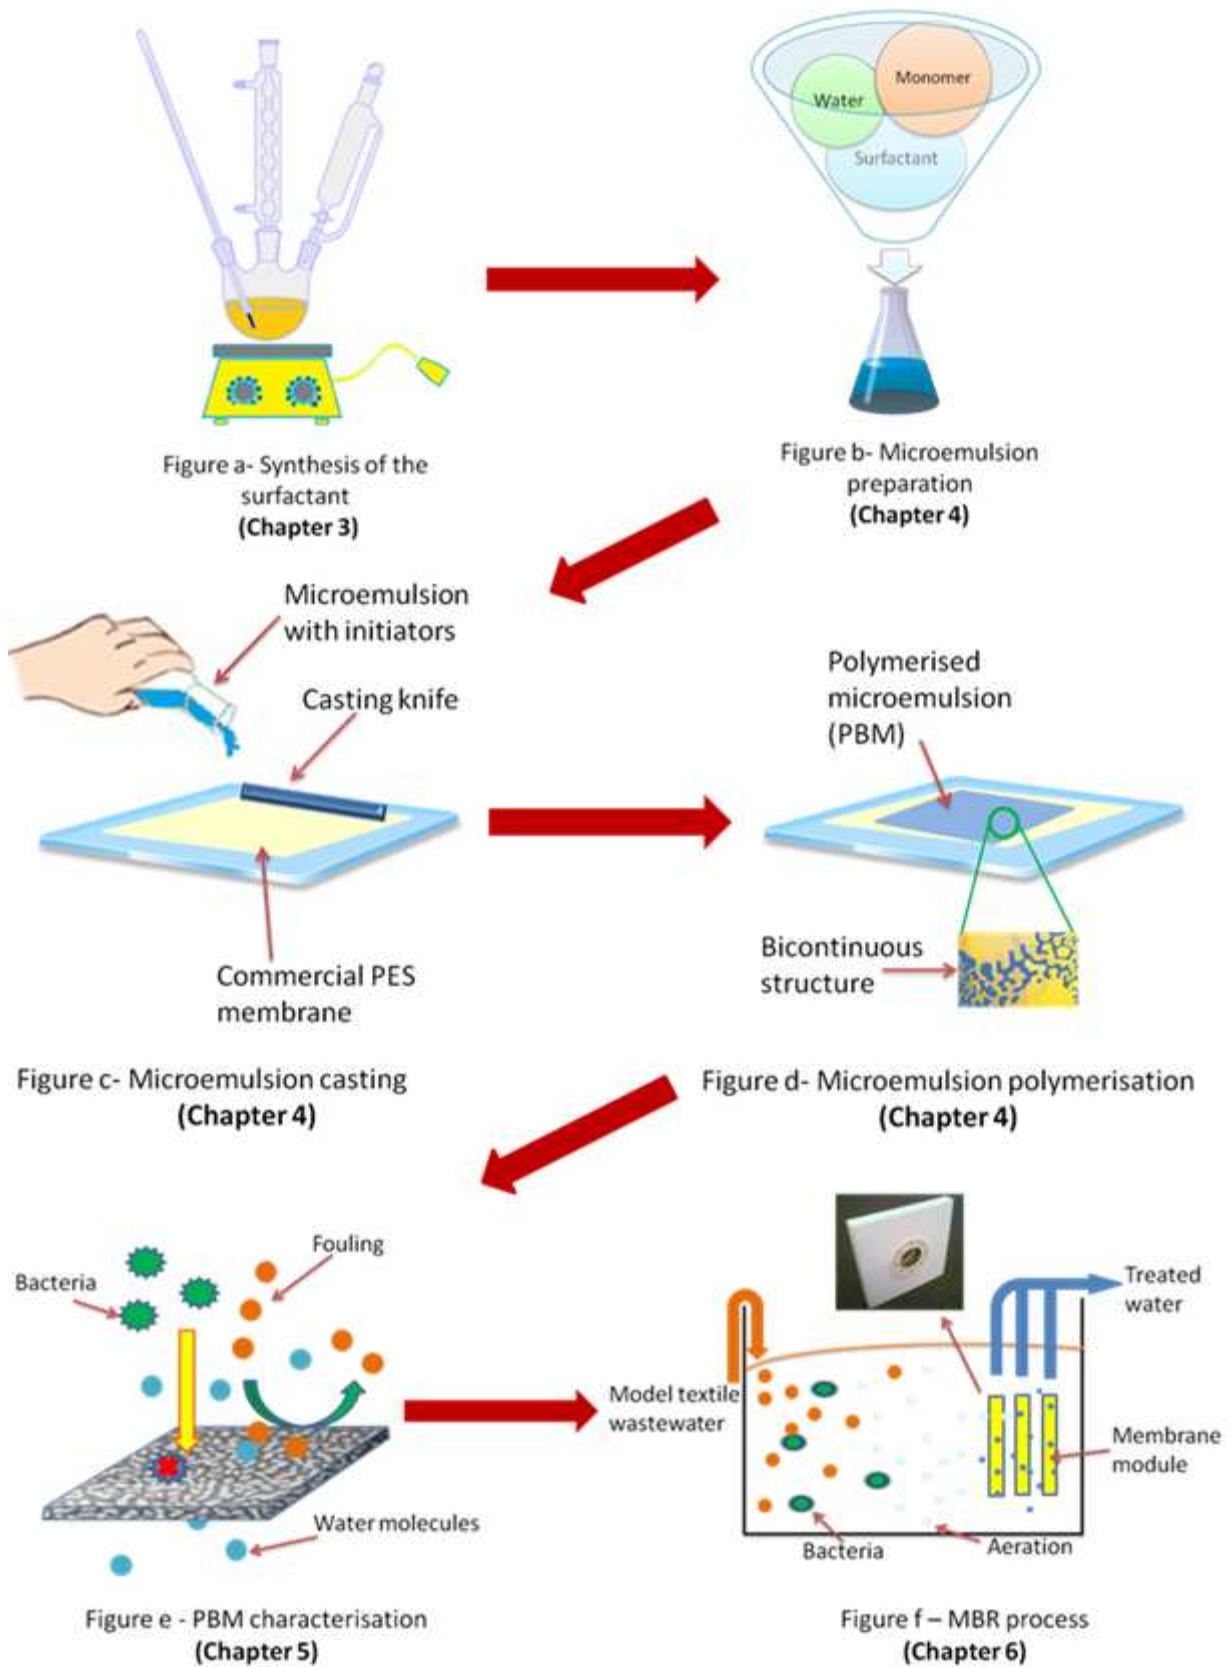 Water
Monomer
Surfactant
Figure a- Synthesis of the
surfactant
(Chapter 3)
Figure b- Microemulsion
preparation
(Chapter 4)
Microemulsion
with initiators
Casting knife
Commercial PES
membrane
Figure c- Microemulsion casting
(Chapter 4)
Polymerised
microemulsion
(PBM)
Bicontinuous
structure
Figure d- Microemulsion polymerisation
(Chapter 4)
Bacteria
Fouling
Water molecules
Figure e - PBM characterisation
(Chapter 5)
Model textile
wastewater
Treated
water
Membrane
module
Bacteria
Aeration
Figure f – MBR process
(Chapter 6)